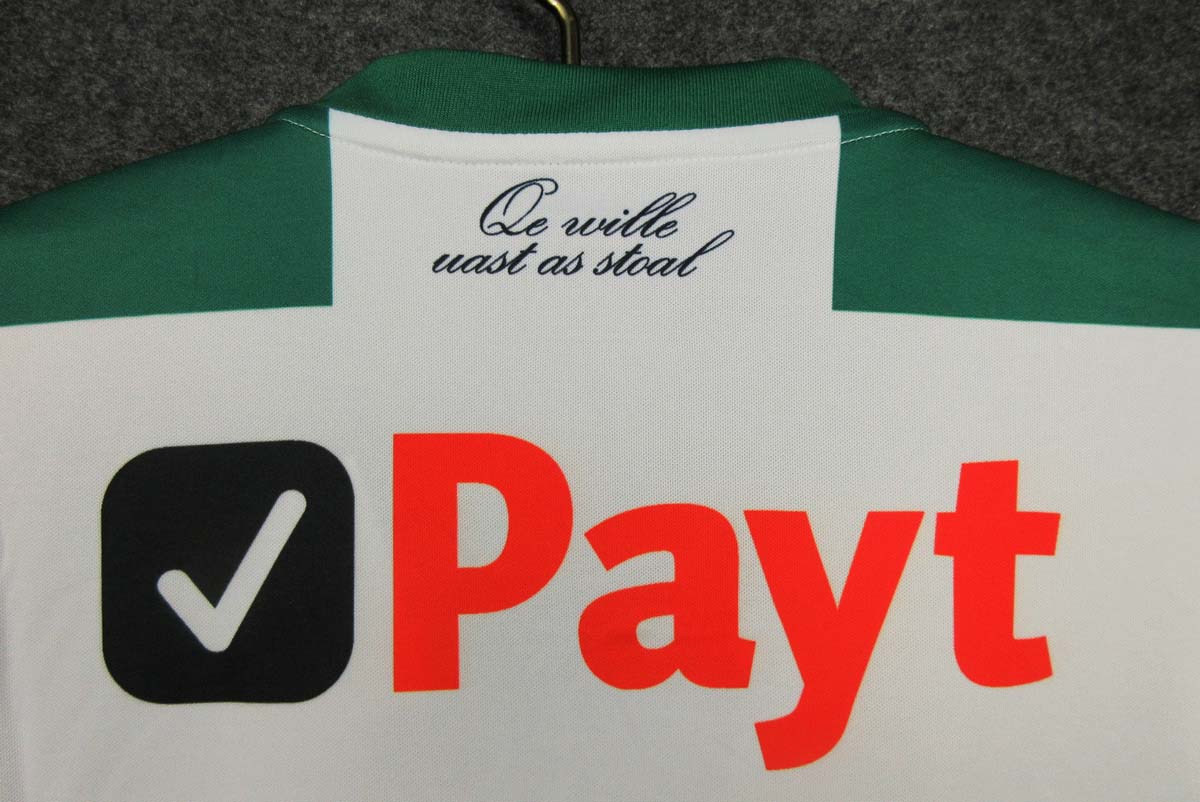 Qe wille
uast as stoal
Payt